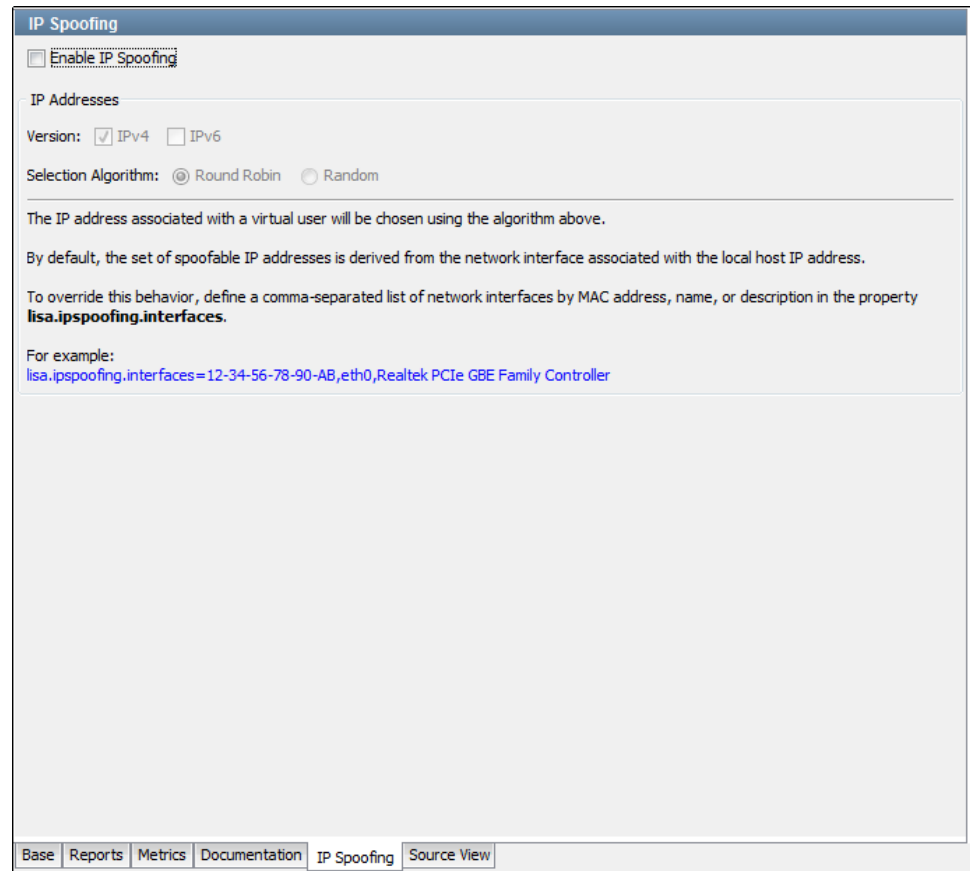 IP Spoofing
Enable IP Spoofing
IP Addresses
Version: IPv4 IPv6
Selection Algorithm: Round Robin Random
The IP address associated with a virtual user will be chosen using the algorithm above.
By default, the set of spoofable IP addresses is derived from the network interface associated with the local host IP address.
To override this behavior, define a comma-separated list of network interfaces by MAC address, name, or description in the property
lisa.ipspoofing.interfaces.
For example:
lisa.ipspoofing.interfaces=12-34-56-78-90-AB,eth0,Realtek PCIe GBE Family Controller
Base Reports Metrics Documentation IP Spoofing Source View